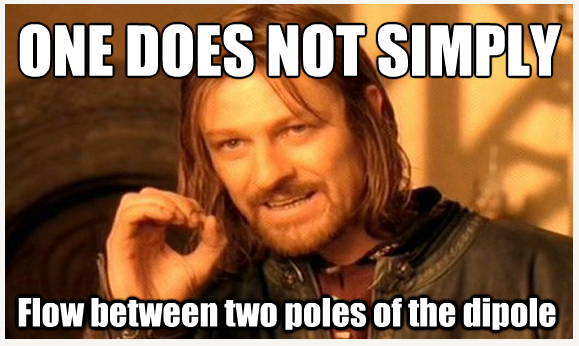 ONE DOES NOT SIMPLY
Flow between two poles of the dipole